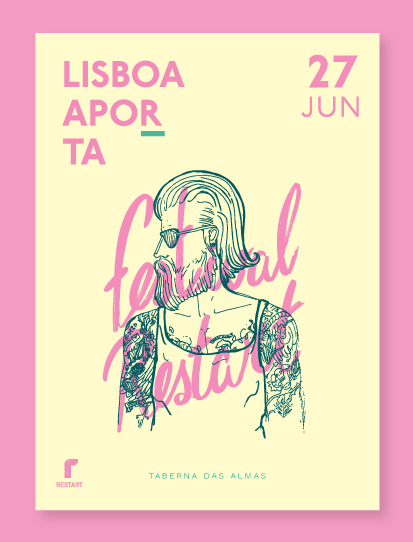 LISBOA
APOR
TA
27
JUN
festival
restart
RESTART
TABERNA DAS ALMAS